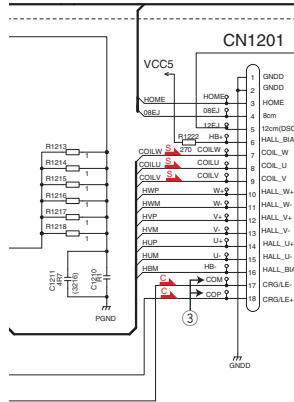 CN1201
VCC5
1 GNDD
2 GNDD
HOME HOME 3 HOME
08EJ 08EJ 4 8cm
12EJ 5 12cm(DSC
R1222 270 HB+ 6 HALL_BIA
COILW S COILW 7 COIL_W
COILU S COILU 8 COIL_U
COILV S COILV 9 COIL_V
HWP W+ 10 HALL_W+
HWM W- 11 HALL_W-
HVP V+ 12 HALL_V+
HVM V- 13 HALL_V-
HUP U+ 14 HALL_U+
HUM U- 15 HALL_U-
HBM HB- 16 HALL_BIA
C COM 17 CRG/LE-
C COP 18 CRG/LE+
3
GNDD
R1213 1
R1214 1
R1215 1
R1216 1
R1217 1
R1218 1
C1211
4R7
(3216)
C1210
PGND